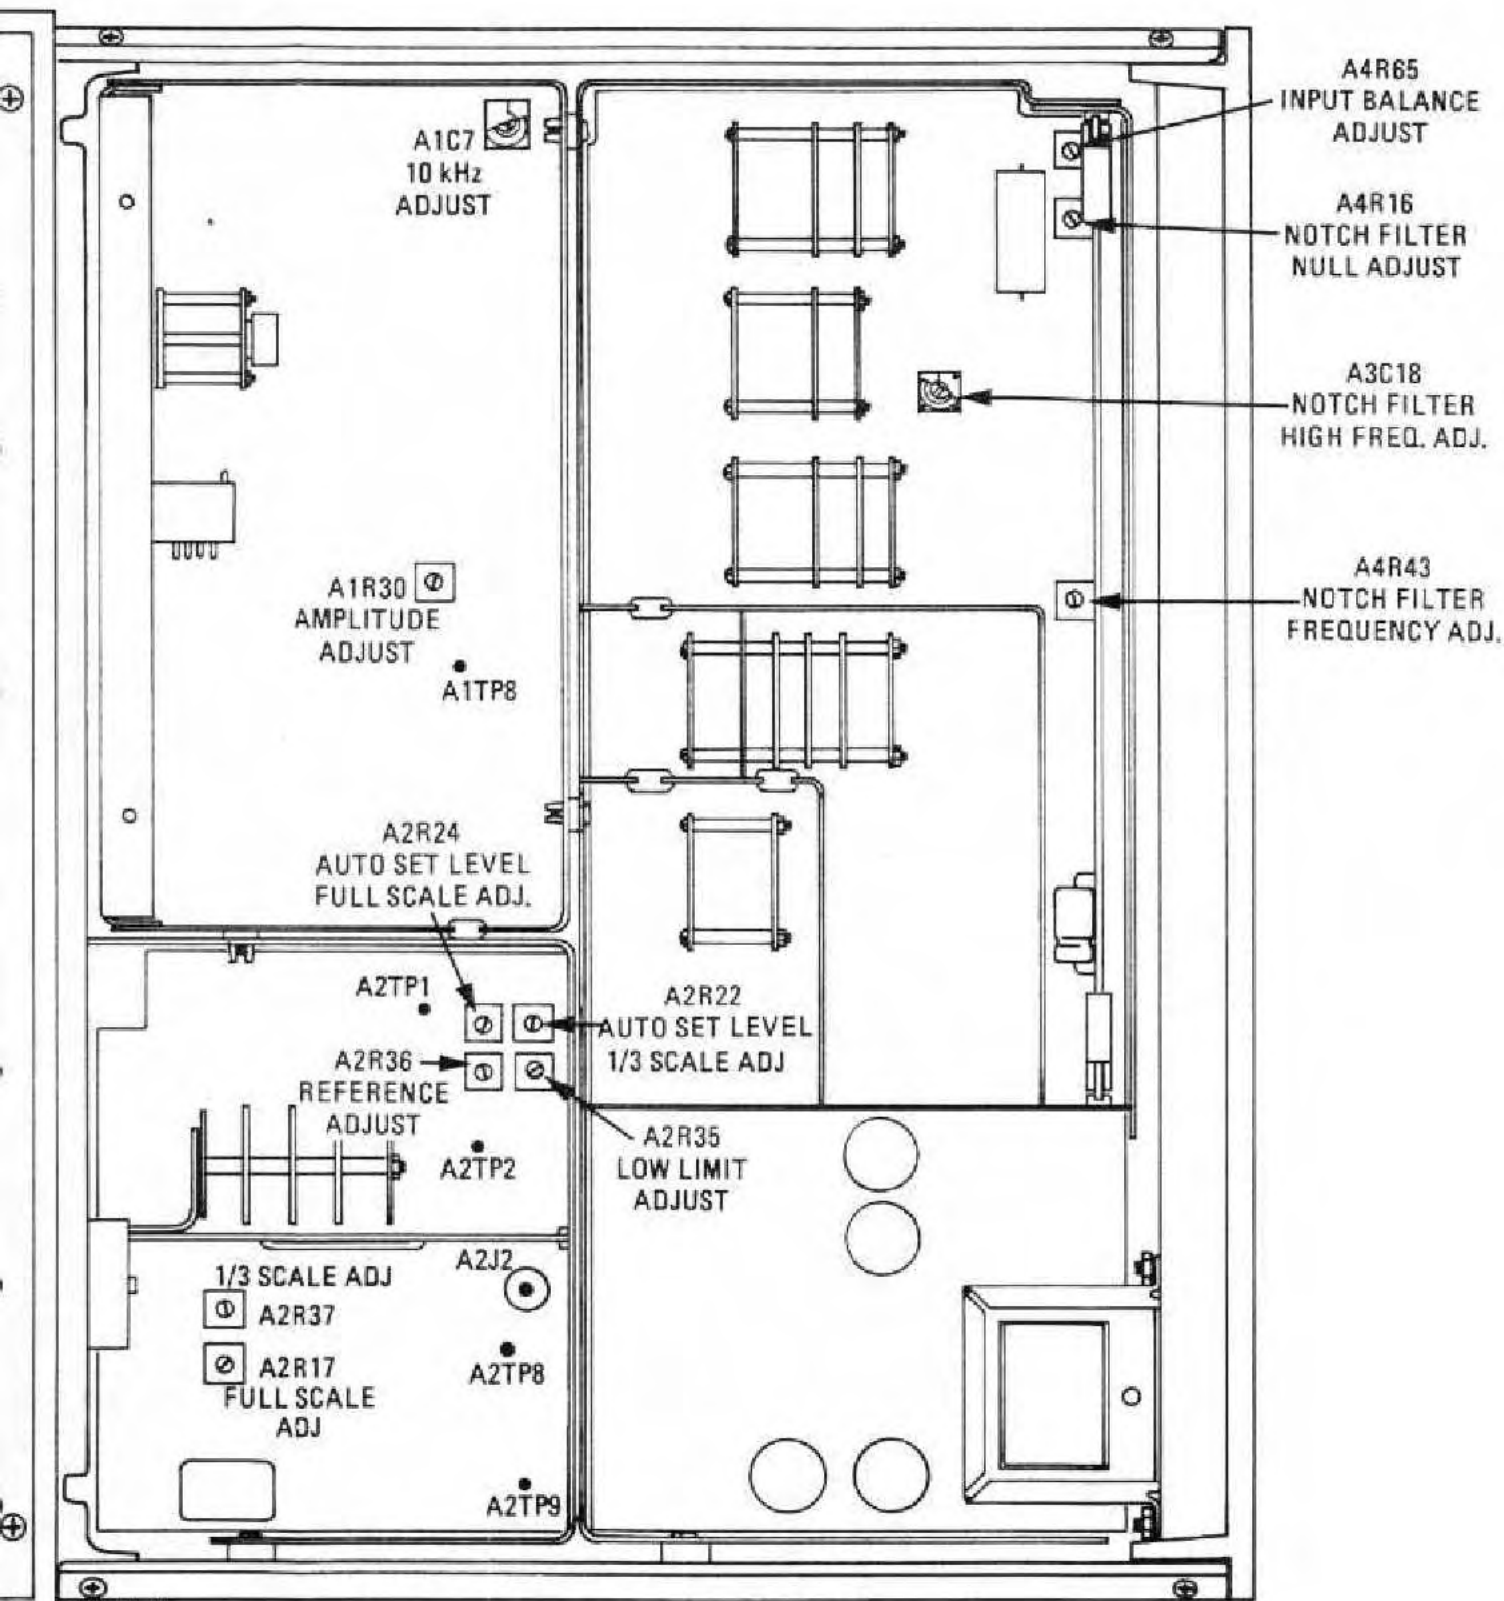 A4R65
INPUT BALANCE
ADJUST
A1C7
10 kHz
ADJUST
A4R16
NOTCH FILTER
NULL ADJUST
A3C18
NOTCH FILTER
HIGH FREQ. ADJ.
A4R43
NOTCH FILTER
FREQUENCY ADJ.
A1R30
AMPLITUDE
ADJUST
A1TP8
A2R24
AUTO SET LEVEL
FULL SCALE ADJ.
A2TP1
A2R22
AUTO SET LEVEL
1/3 SCALE ADJ
A2R36
REFERENCE
ADJUST
A2TP2
A2R35
LOW LIMIT
ADJUST
1/3 SCALE ADJ
A2R37
A2J2
A2R17
FULL SCALE
ADJ
A2TP8
A2TP9